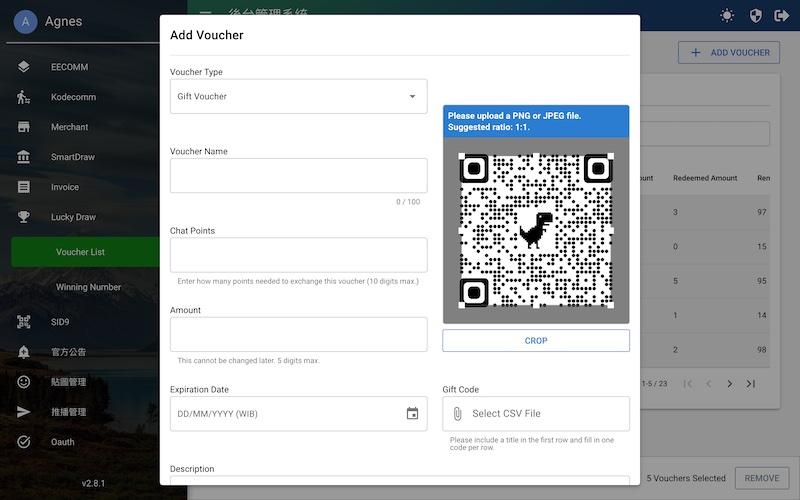 A Agnes
EECOMM
Kodecomm
Merchant
SmartDraw
Invoice
Lucky Draw
Voucher List
Winning Number
SID9
官方公告
貼圖管理
推播管理
Oauth
v2.8.1
後台管理系統
ADD VOUCHER
Add Voucher
Voucher Type
Gift Voucher
Voucher Name
0 / 100
Chat Points
Enter how many points needed to exchange this voucher (10 digits max.)
Amount
This cannot be changed later. 5 digits max.
Expiration Date
DD/MM/YYYY (WIB)
Description
Please upload a PNG or JPEG file.
Suggested ratio: 1:1.
CROP
Gift Code
Select CSV File
Please include a title in the first row and fill in one
code per row.
Redeemed Amount
3 97
0 15
5 95
1 14
2 98
1-5 / 23
5 Vouchers Selected
REMOVE